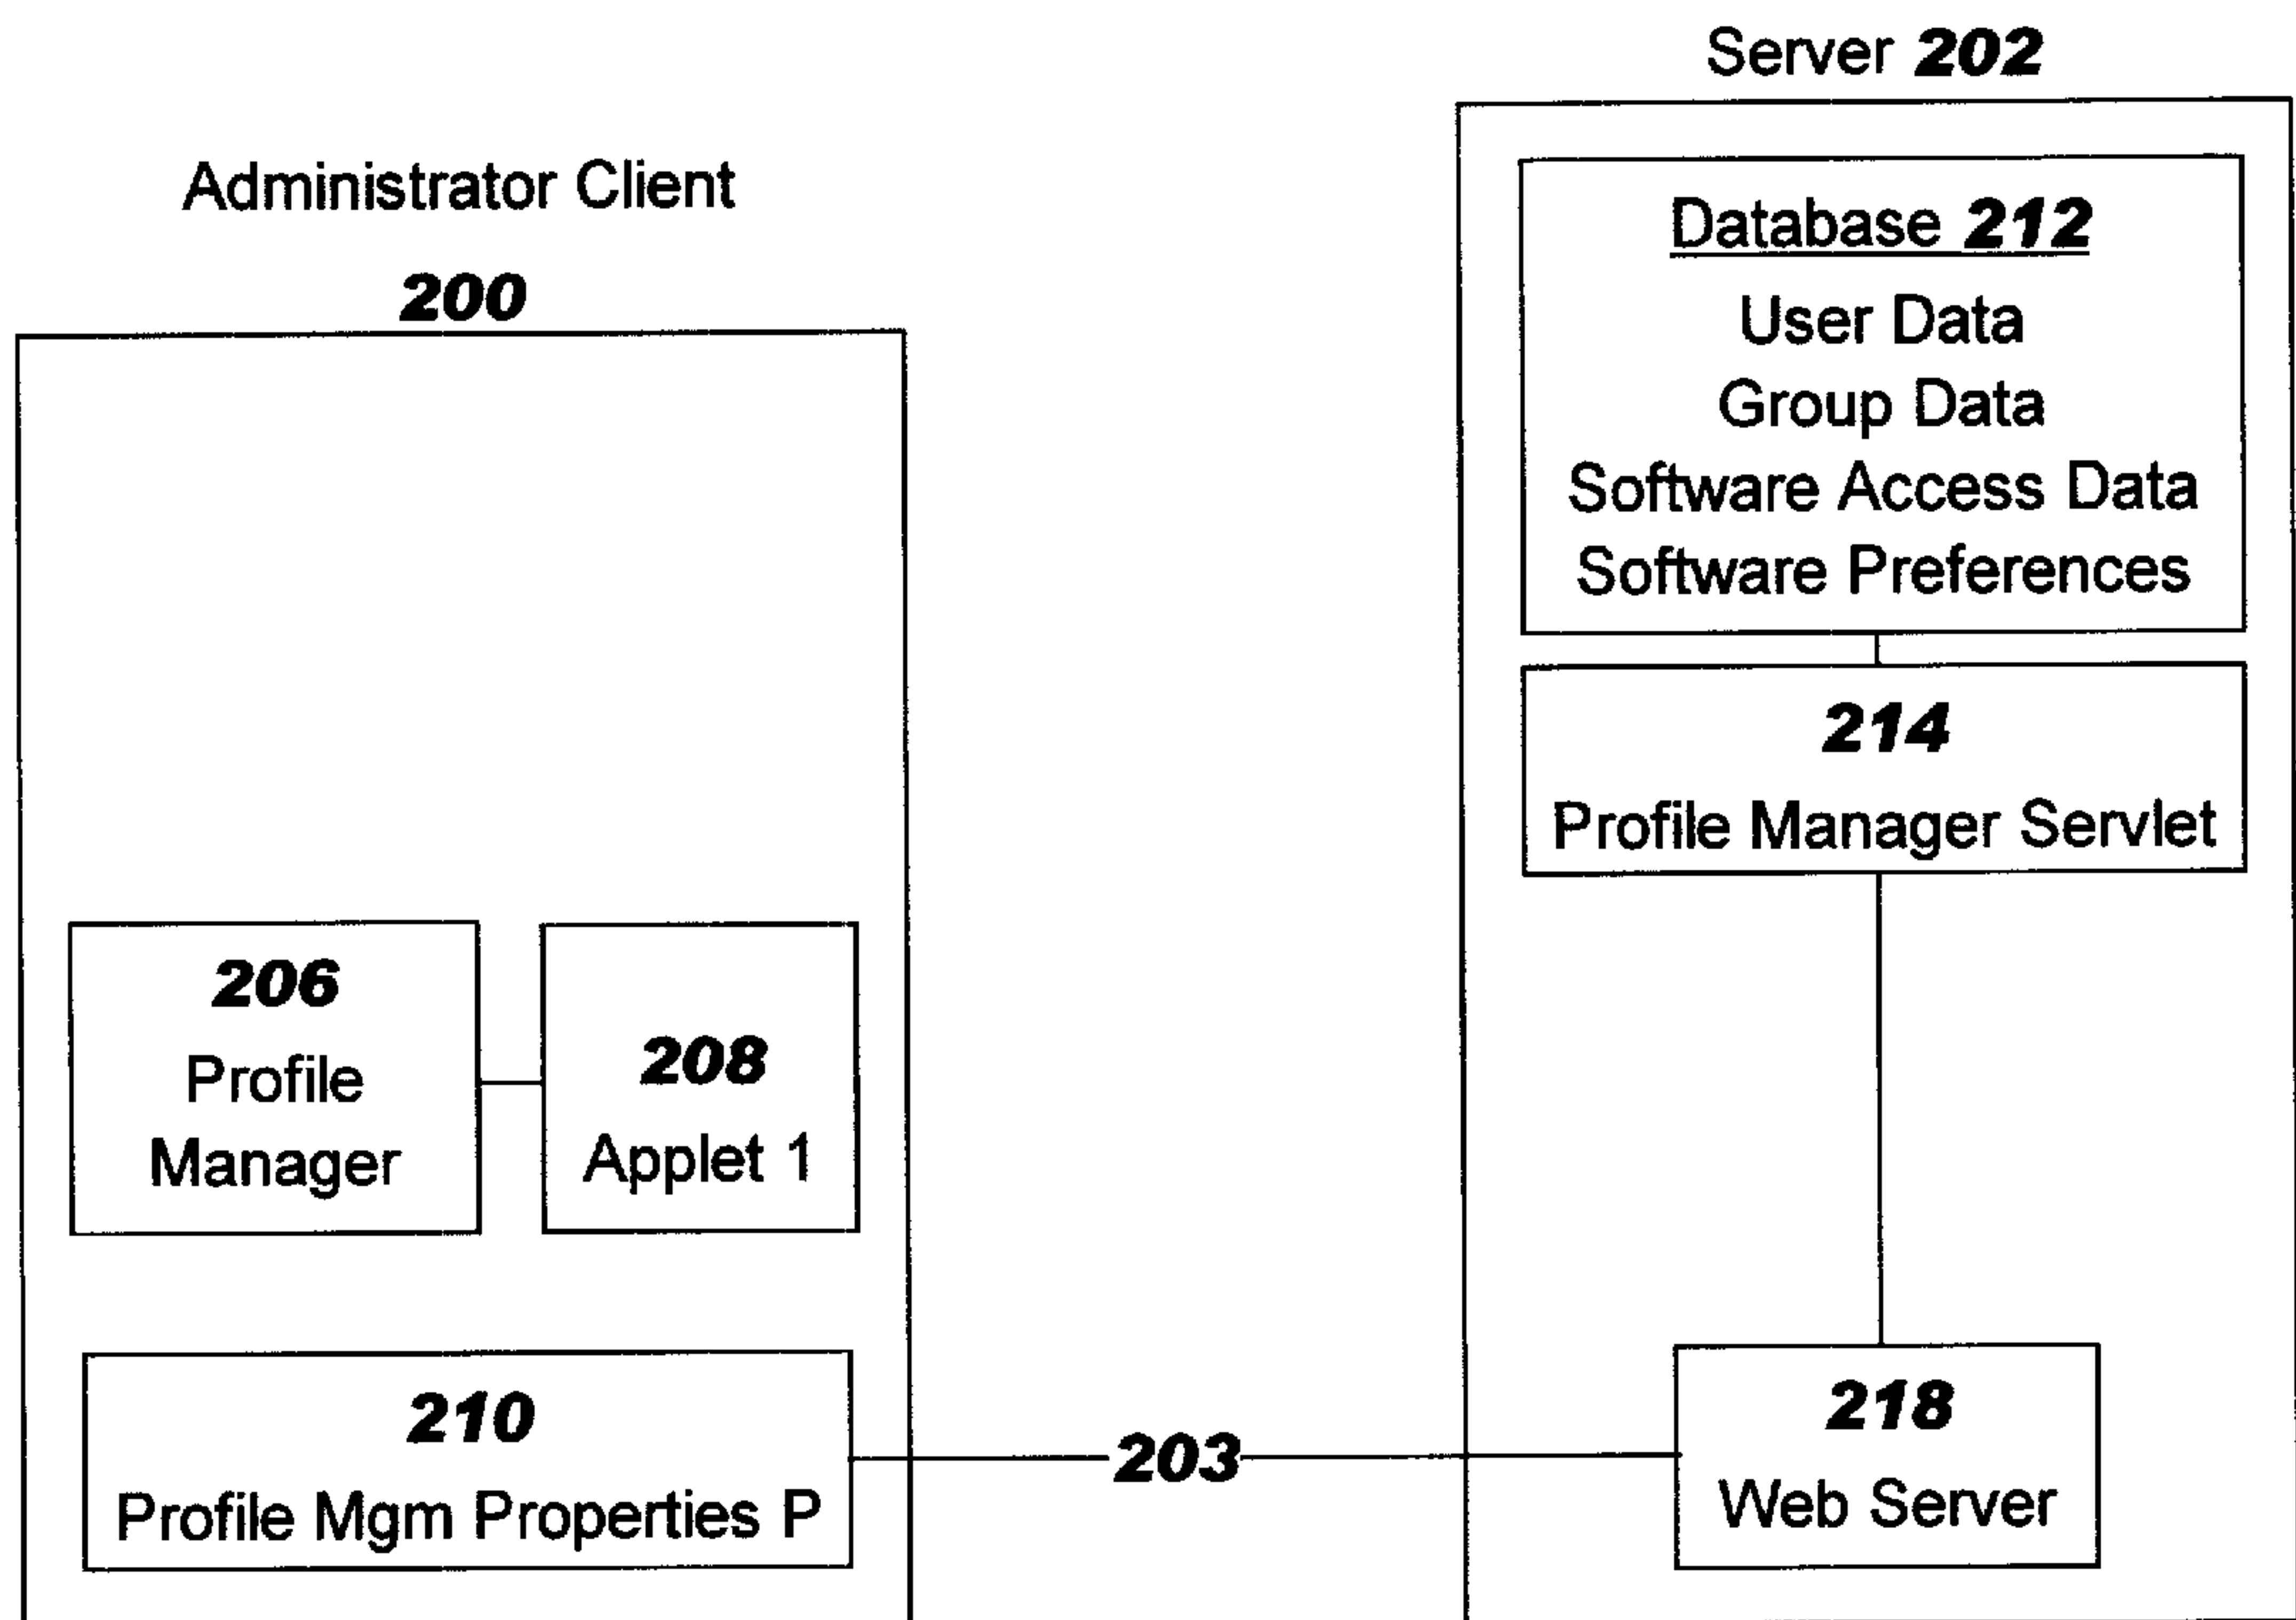 Server 202
Administrator Client
200
Database 212
User Data
Group Data
Software Access Data
Software Preferences
214
Profile Manager Servlet
206
Profile
Manager
208
Applet 1
210
Profile Mgm Properties P
203
218
Web Server